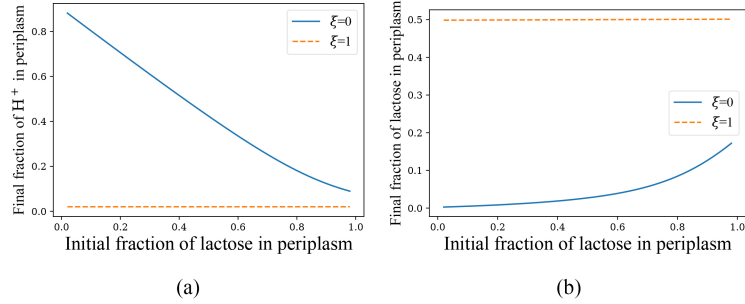 Final fraction of H+ in periplasm
0.8
0.6
0.4
0.2
0.0
ξ=0
ξ=1
0.0 0.2 0.4 0.6 0.8 1.0
Initial fraction of lactose in periplasm
(a)
Final fraction of lactose in periplasm
0.5
0.4
0.3
0.2
0.1
0.0
ξ=0
ξ=1
0.0 0.2 0.4 0.6 0.8 1.0
Initial fraction of lactose in periplasm
(b)